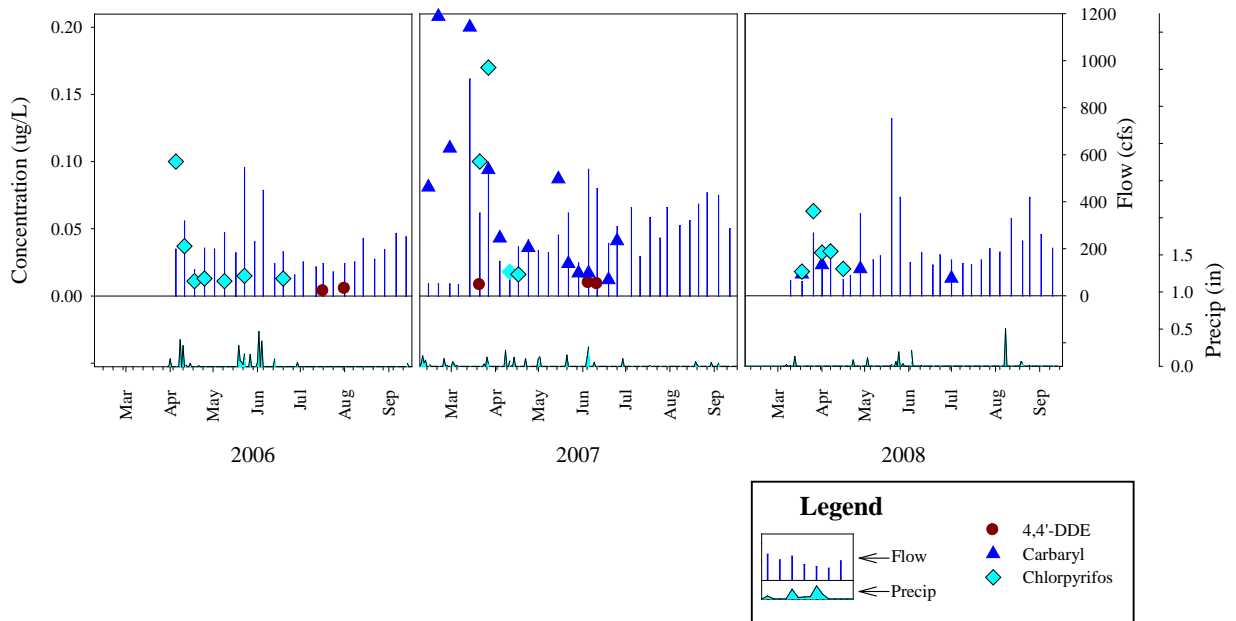 Concentration (ug/L)
0.20
0.15
0.10
0.05
0.00
1200
1000
800
600
400
200
0
Flow (cfs)
1.5
1.0
0.5
0.0
Precip (in)
Mar
Apr
May
Jun
Jul
Aug
Sep
Mar
Apr
May
Jun
Jul
Aug
Sep
Mar
Apr
May
Jun
Jul
Aug
Sep
2006
2007
2008
Legend
Flow
Precip
4,4'-DDE
Carbaryl
Chlorpyrifos